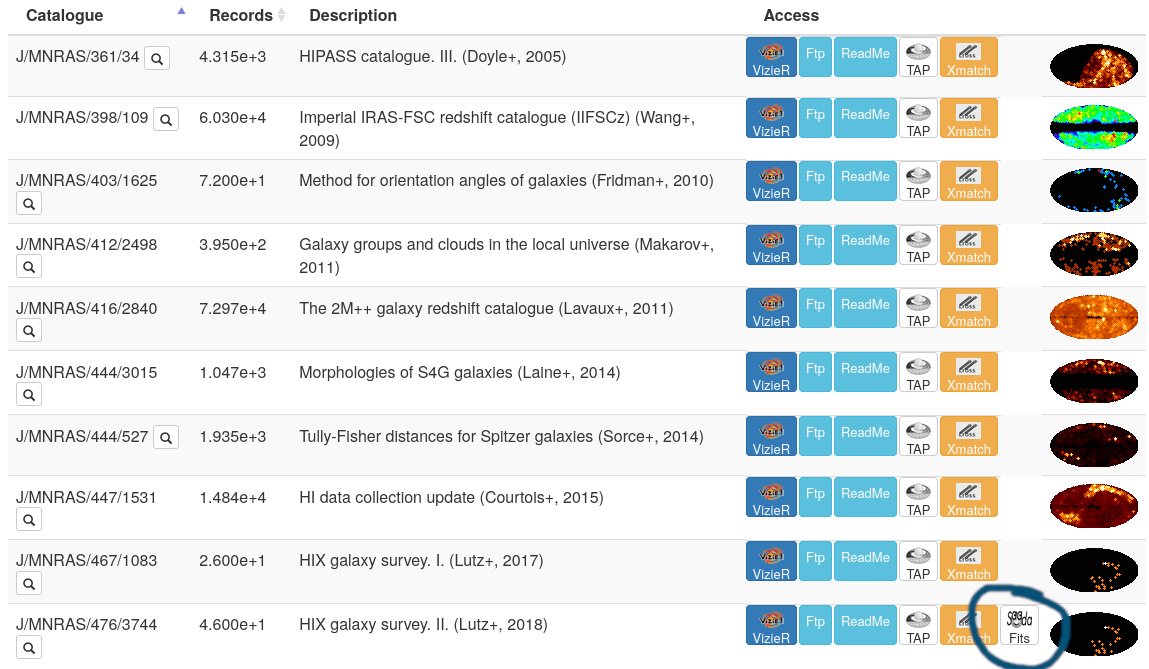 Catalogue Records Description Access
J/MNRAS/361/34 4.315e+3 HIPASS catalogue. III. (Doyle+, 2005) VizieR Ftp ReadMe TAP Xmatch
J/MNRAS/398/109 6.030e+4 Imperial IRAS-FSC redshift catalogue (IIFSCz) (Wang+, VizieR Ftp ReadMe TAP Xmatch
2009)
J/MNRAS/403/1625 7.200e+1 Method for orientation angles of galaxies (Fridman+, 2010) VizieR Ftp ReadMe TAP Xmatch
J/MNRAS/412/2498 3.950e+2 Galaxy groups and clouds in the local universe (Makarov+, VizieR Ftp ReadMe TAP Xmatch
2011)
J/MNRAS/416/2840 7.297e+4 The 2M++ galaxy redshift catalogue (Lavaux+, 2011) VizieR Ftp ReadMe TAP Xmatch
J/MNRAS/444/3015 1.047e+3 Morphologies of S4G galaxies (Laine+, 2014) VizieR Ftp ReadMe TAP Xmatch
J/MNRAS/444/527 1.935e+3 Tully-Fisher distances for Spitzer galaxies (Sorce+, 2014) VizieR Ftp ReadMe TAP Xmatch
J/MNRAS/447/1531 1.484e+4 HI data collection update (Courtois+, 2015) VizieR Ftp ReadMe TAP Xmatch
J/MNRAS/467/1083 2.600e+1 HIX galaxy survey. I. (Lutz+, 2017) VizieR Ftp ReadMe TAP Xmatch
J/MNRAS/476/3744 4.600e+1 HIX galaxy survey. II. (Lutz+, 2018) VizieR Ftp ReadMe TAP Xmatch Fits